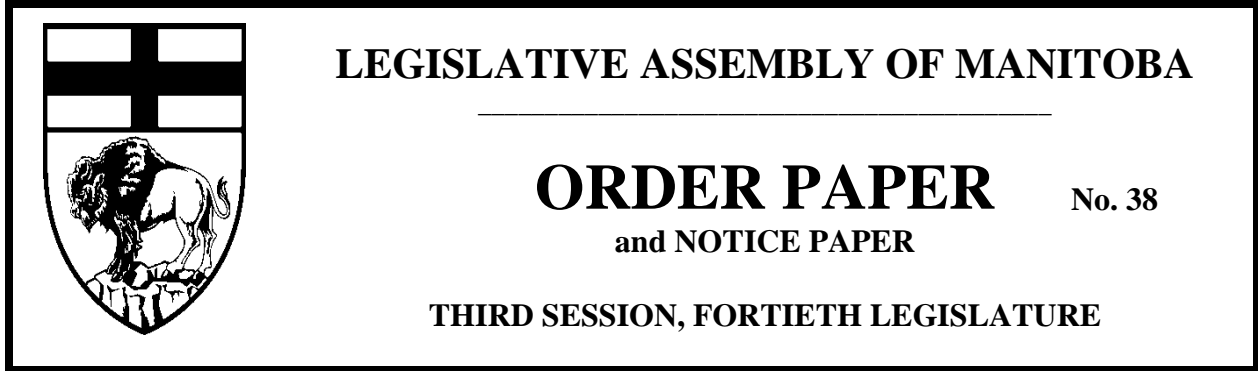 LEGISLATIVE ASSEMBLY OF MANITOBA
ORDER PAPER No. 38
and NOTICE PAPER
THIRD SESSION, FORTIETH LEGISLATURE